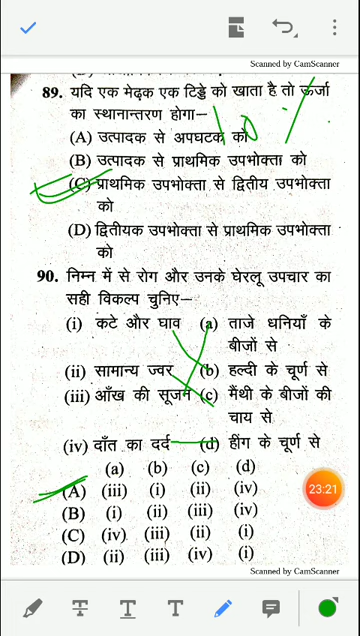 Scanned by CamScanner
89. यदि एक मेढ़क एक टिड्डे को खाता है तो ऊर्जा
का स्थानान्तरण होगा—
10 %
(A) उत्पादक से अपघटक को
(B) उत्पादक से प्राथमिक उपभोक्ता को
(C) प्राथमिक उपभोक्ता से द्वितीय उपभोक्ता
को
(D) द्वितीयक उपभोक्ता से प्राथमिक उपभोक्ता
को
90. निम्न में से रोग और उनके घरेलू उपचार का
सही विकल्प चुनिए—
(i) कटे और घाव (a) ताजे धनियाँ के
बीजों से
(ii) सामान्य ज्वर (b) हल्दी के चूर्ण से
(iii) आँख की सूजन (c) मैंथी के बीजों की
चाय से
(iv) दाँत का दर्द (d) हींग के चूर्ण से
(a) (b) (c) (d)
(A) (iii) (i) (ii) (iv)
(B) (i) (ii) (iii) (iv)
(C) (iv) (iii) (ii) (i)
(D) (ii) (iii) (iv) (i)
23:21
Scanned by CamScanner